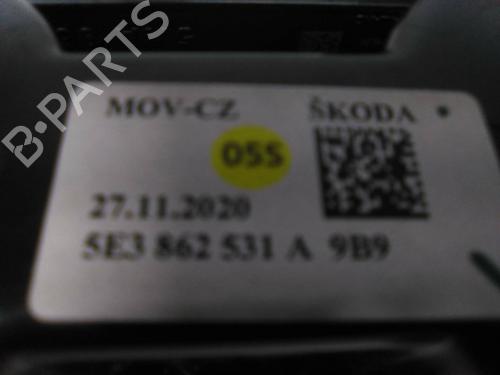 MOV-CZ ŠKODA
055
27.11.2020
5E3 862 531 A 9B9
B-PARTS